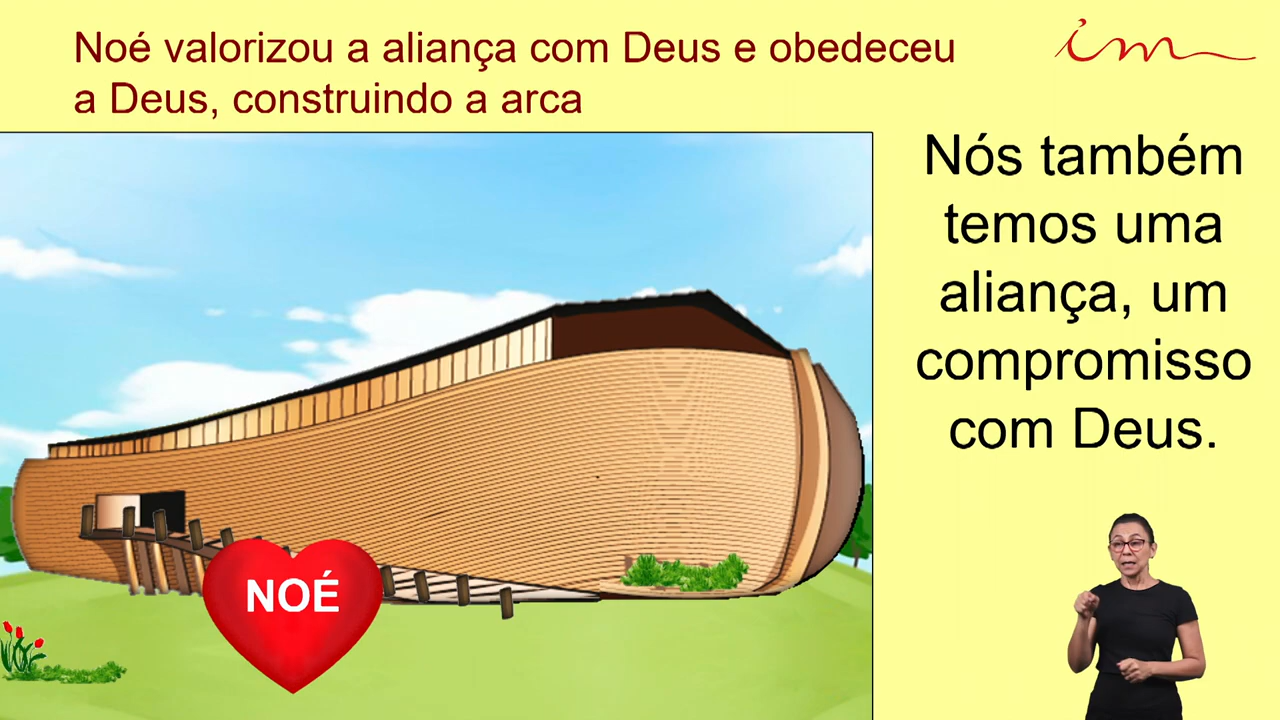 Noé valorizou a aliança com Deus e obedeceu
a Deus, construindo a arca
im
Nós também
temos uma
aliança, um
compromisso
com Deus.
NOÉ